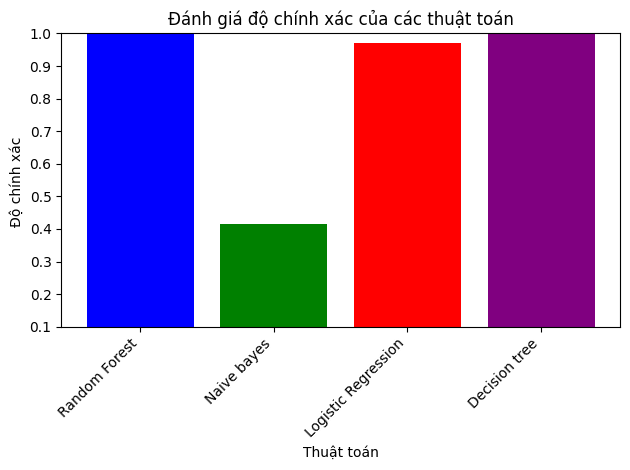 Đánh giá độ chính xác của các thuật toán
Độ chính xác
1.0
0.9
0.8
0.7
0.6
0.5
0.4
0.3
0.2
0.1
Random Forest
Naive bayes
Logistic Regression
Decision tree
Thuật toán